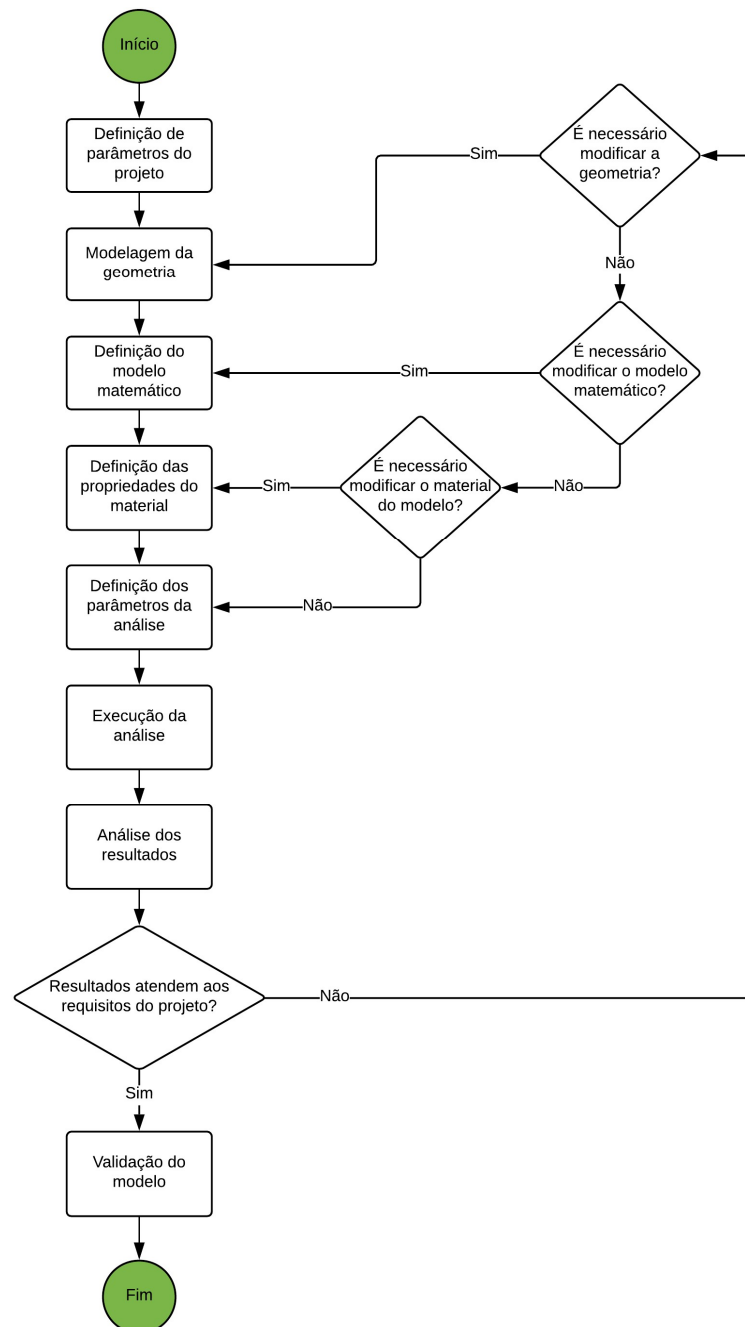 Início
Definição de
parâmetros do
projeto
É necessário
modificar a
geometria?
Sim
Modelagem da
geometria
Não
Definição do
modelo
matemático
Sim
É necessário
modificar o modelo
matemático?
Definição das
propriedades do
material
Sim
É necessário
modificar o material
do modelo?
Não
Definição dos
parâmetros da
análise
Não
Execução da
análise
Análise dos
resultados
Resultados atendem aos
requisitos do projeto?
Não
Sim
Validação do
modelo
Fim